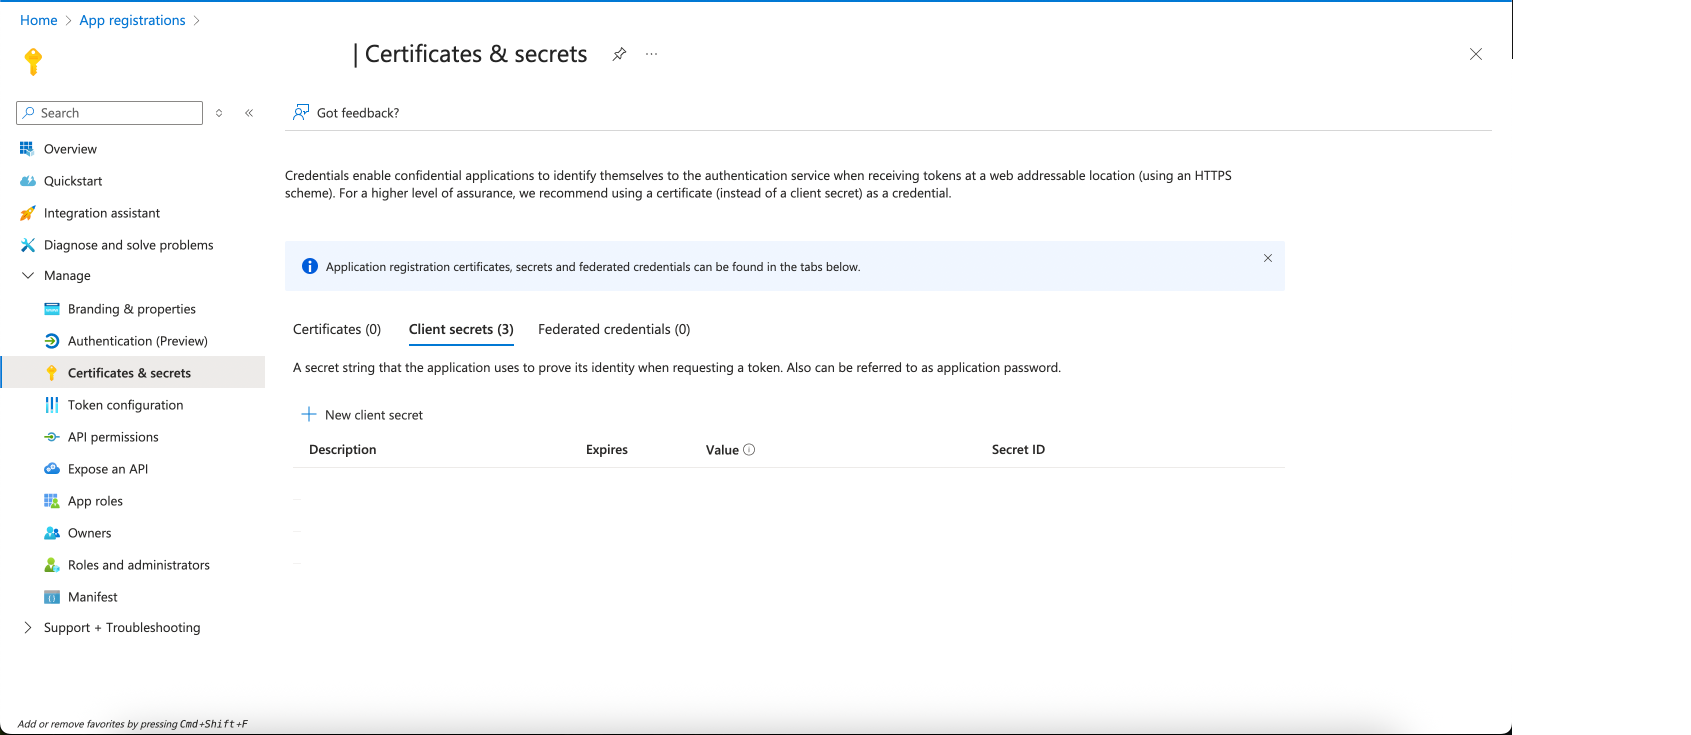 Home > App registrations >
| Certificates & secrets ...
Search
Got feedback?
Overview
Quickstart
Integration assistant
Diagnose and solve problems
Manage
Branding & properties
Authentication (Preview)
Certificates & secrets
Token configuration
API permissions
Expose an API
App roles
Owners
Roles and administrators
Manifest
Support + Troubleshooting
Add or remove favorites by pressing Cmd+Shift+F
Credentials enable confidential applications to identify themselves to the authentication service when receiving tokens at a web addressable location (using an HTTPS
scheme). For a higher level of assurance, we recommend using a certificate (instead of a client secret) as a credential.
Application registration certificates, secrets and federated credentials can be found in the tabs below.
Certificates (0) Client secrets (3) Federated credentials (0)
A secret string that the application uses to prove its identity when requesting a token. Also can be referred to as application password.
New client secret
Description Expires Value Secret ID